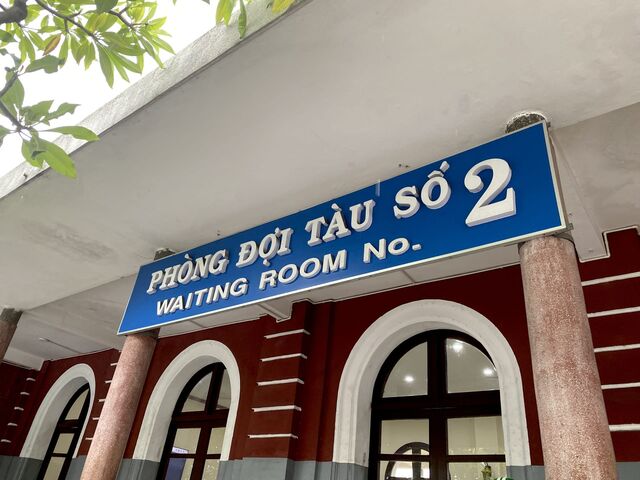 PHÒNG ĐỢI TÀU SỐ 2
WAITING ROOM No.